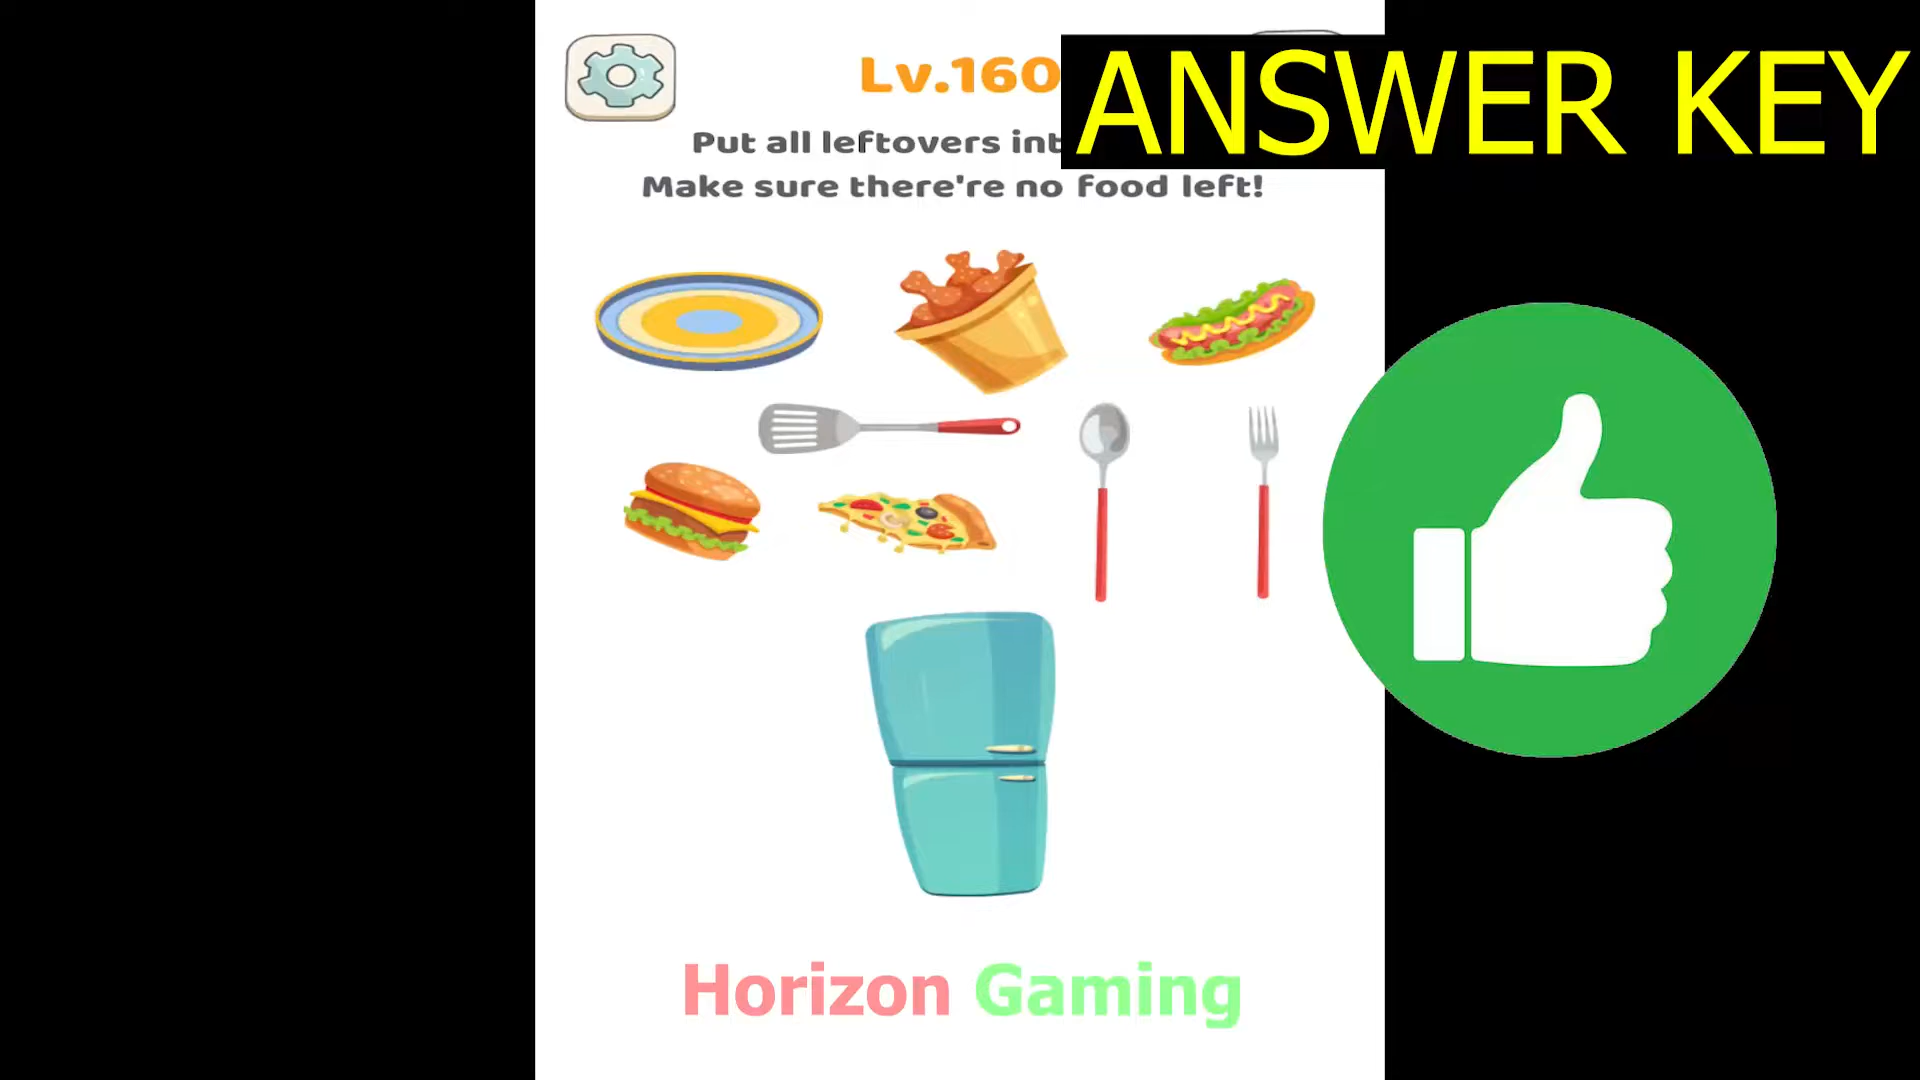 Lv.160
ANSWER KEY
Put all leftovers int
Make sure there're no food left!
Horizon Gaming